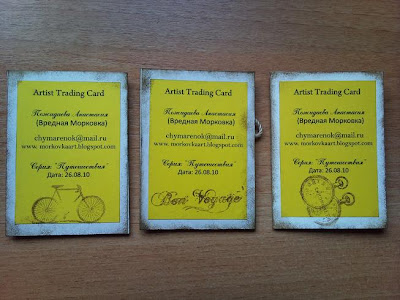 Artist Trading Card
Пожидаева Анастасия
(Вредная Морковка)
chymarenok@mail.ru
www.morkovkaart.blogspot.com
Серия: "Путешествия"
Дата: 26.08.10
Artist Trading Card
Пожидаева Анастасия
(Вредная Морковка)
chymarenok@mail.ru
www.morkovkaart.blogspot.com
Серия: "Путешествия"
Дата: 26.08.10
Bon Voyage
Artist Trading Card
Пожидаева Анастасия
(Вредная Морковка)
chymarenok@mail.ru
www.morkovkaart.blogspot.com
Серия: "Путешествия"
Дата: 26.08.10